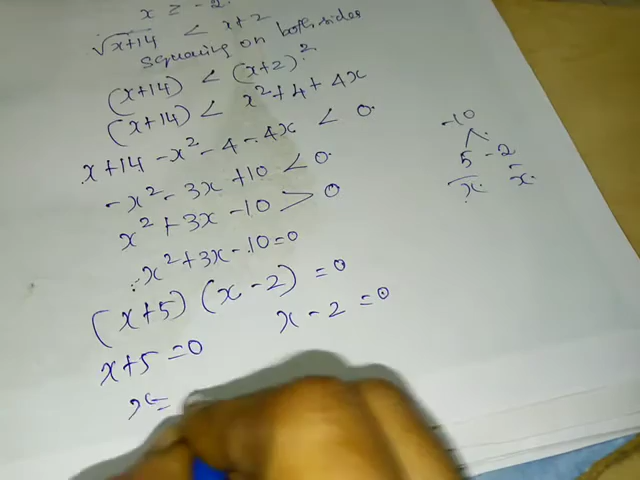 x ≥ -2.
√x+14 < x+2
Squaring on both sides
(x+14) < (x+2)²
(x+14) < x²+4+4x
x+14-x²-4-4x < 0.
-x²-3x+10 < 0.
x²+3x-10 > 0
x²+3x-10=0
(x+5) (x-2) =0
x+5=0 x-2=0
x=
-10
5 -2
x. x.